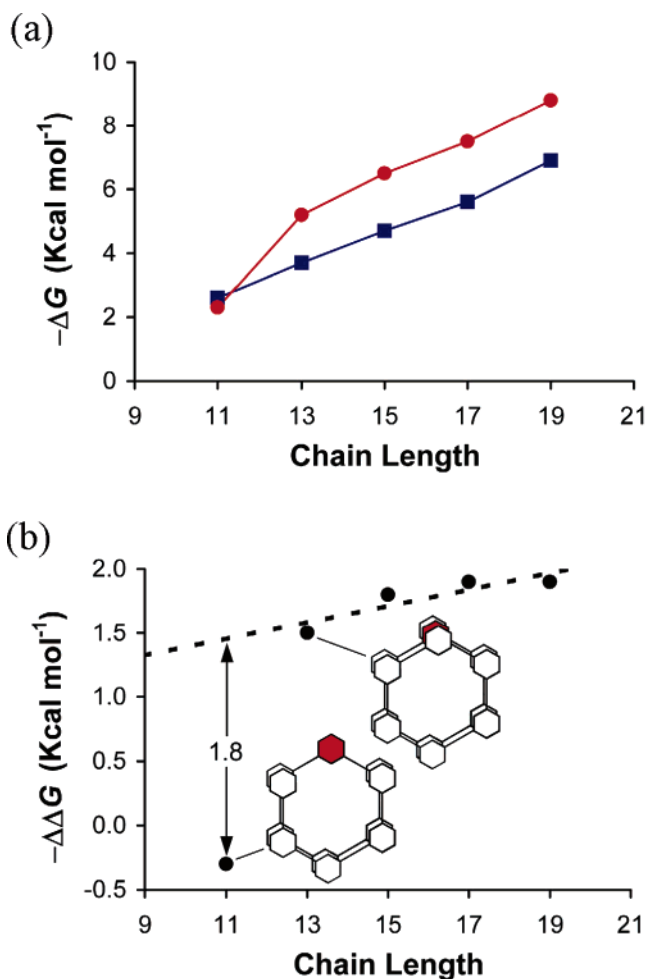 (a)
10
8
6
4
2
0
−ΔG (Kcal mol⁻¹)
9 11 13 15 17 19 21
Chain Length
(b)
2.0
1.5
1.0
0.5
0.0
-0.5
−ΔΔG (Kcal mol⁻¹)
1.8
9 11 13 15 17 19 21
Chain Length